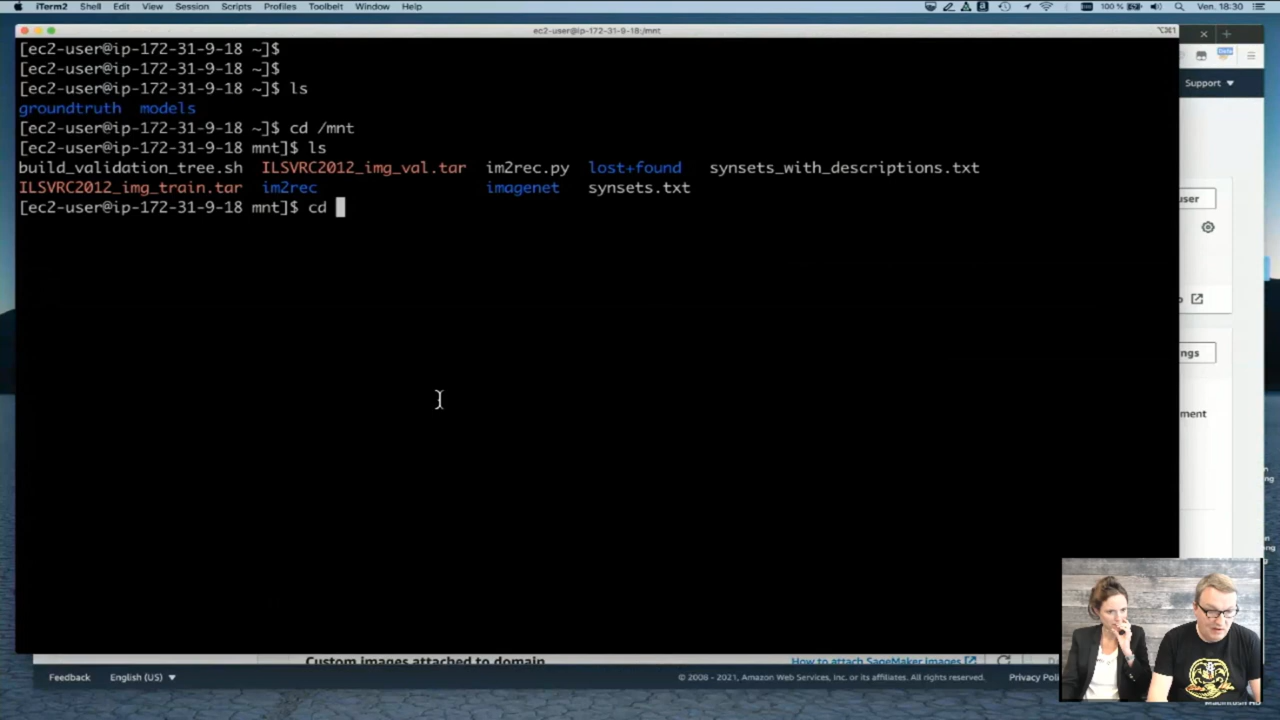 iTerm2 Shell Edit View Session Scripts Profiles Toolbelt Window Help 100 % Ven. 18:30
ec2-user@ip-172-31-9-18:/mnt
[ec2-user@ip-172-31-9-18 ~]$
[ec2-user@ip-172-31-9-18 ~]$
[ec2-user@ip-172-31-9-18 ~]$ ls
groundtruth models
[ec2-user@ip-172-31-9-18 ~]$ cd /mnt
[ec2-user@ip-172-31-9-18 mnt]$ ls
build_validation_tree.sh ILSVRC2012_img_val.tar im2rec.py lost+found synsets_with_descriptions.txt
ILSVRC2012_img_train.tar im2rec imagenet synsets.txt
[ec2-user@ip-172-31-9-18 mnt]$ cd
Support
user
ngs
ment
Custom images attached to domain How to attach SageMaker images
Feedback English (US) © 2008 - 2021, Amazon Web Services, Inc. or its affiliates. All rights reserved. Privacy Poli